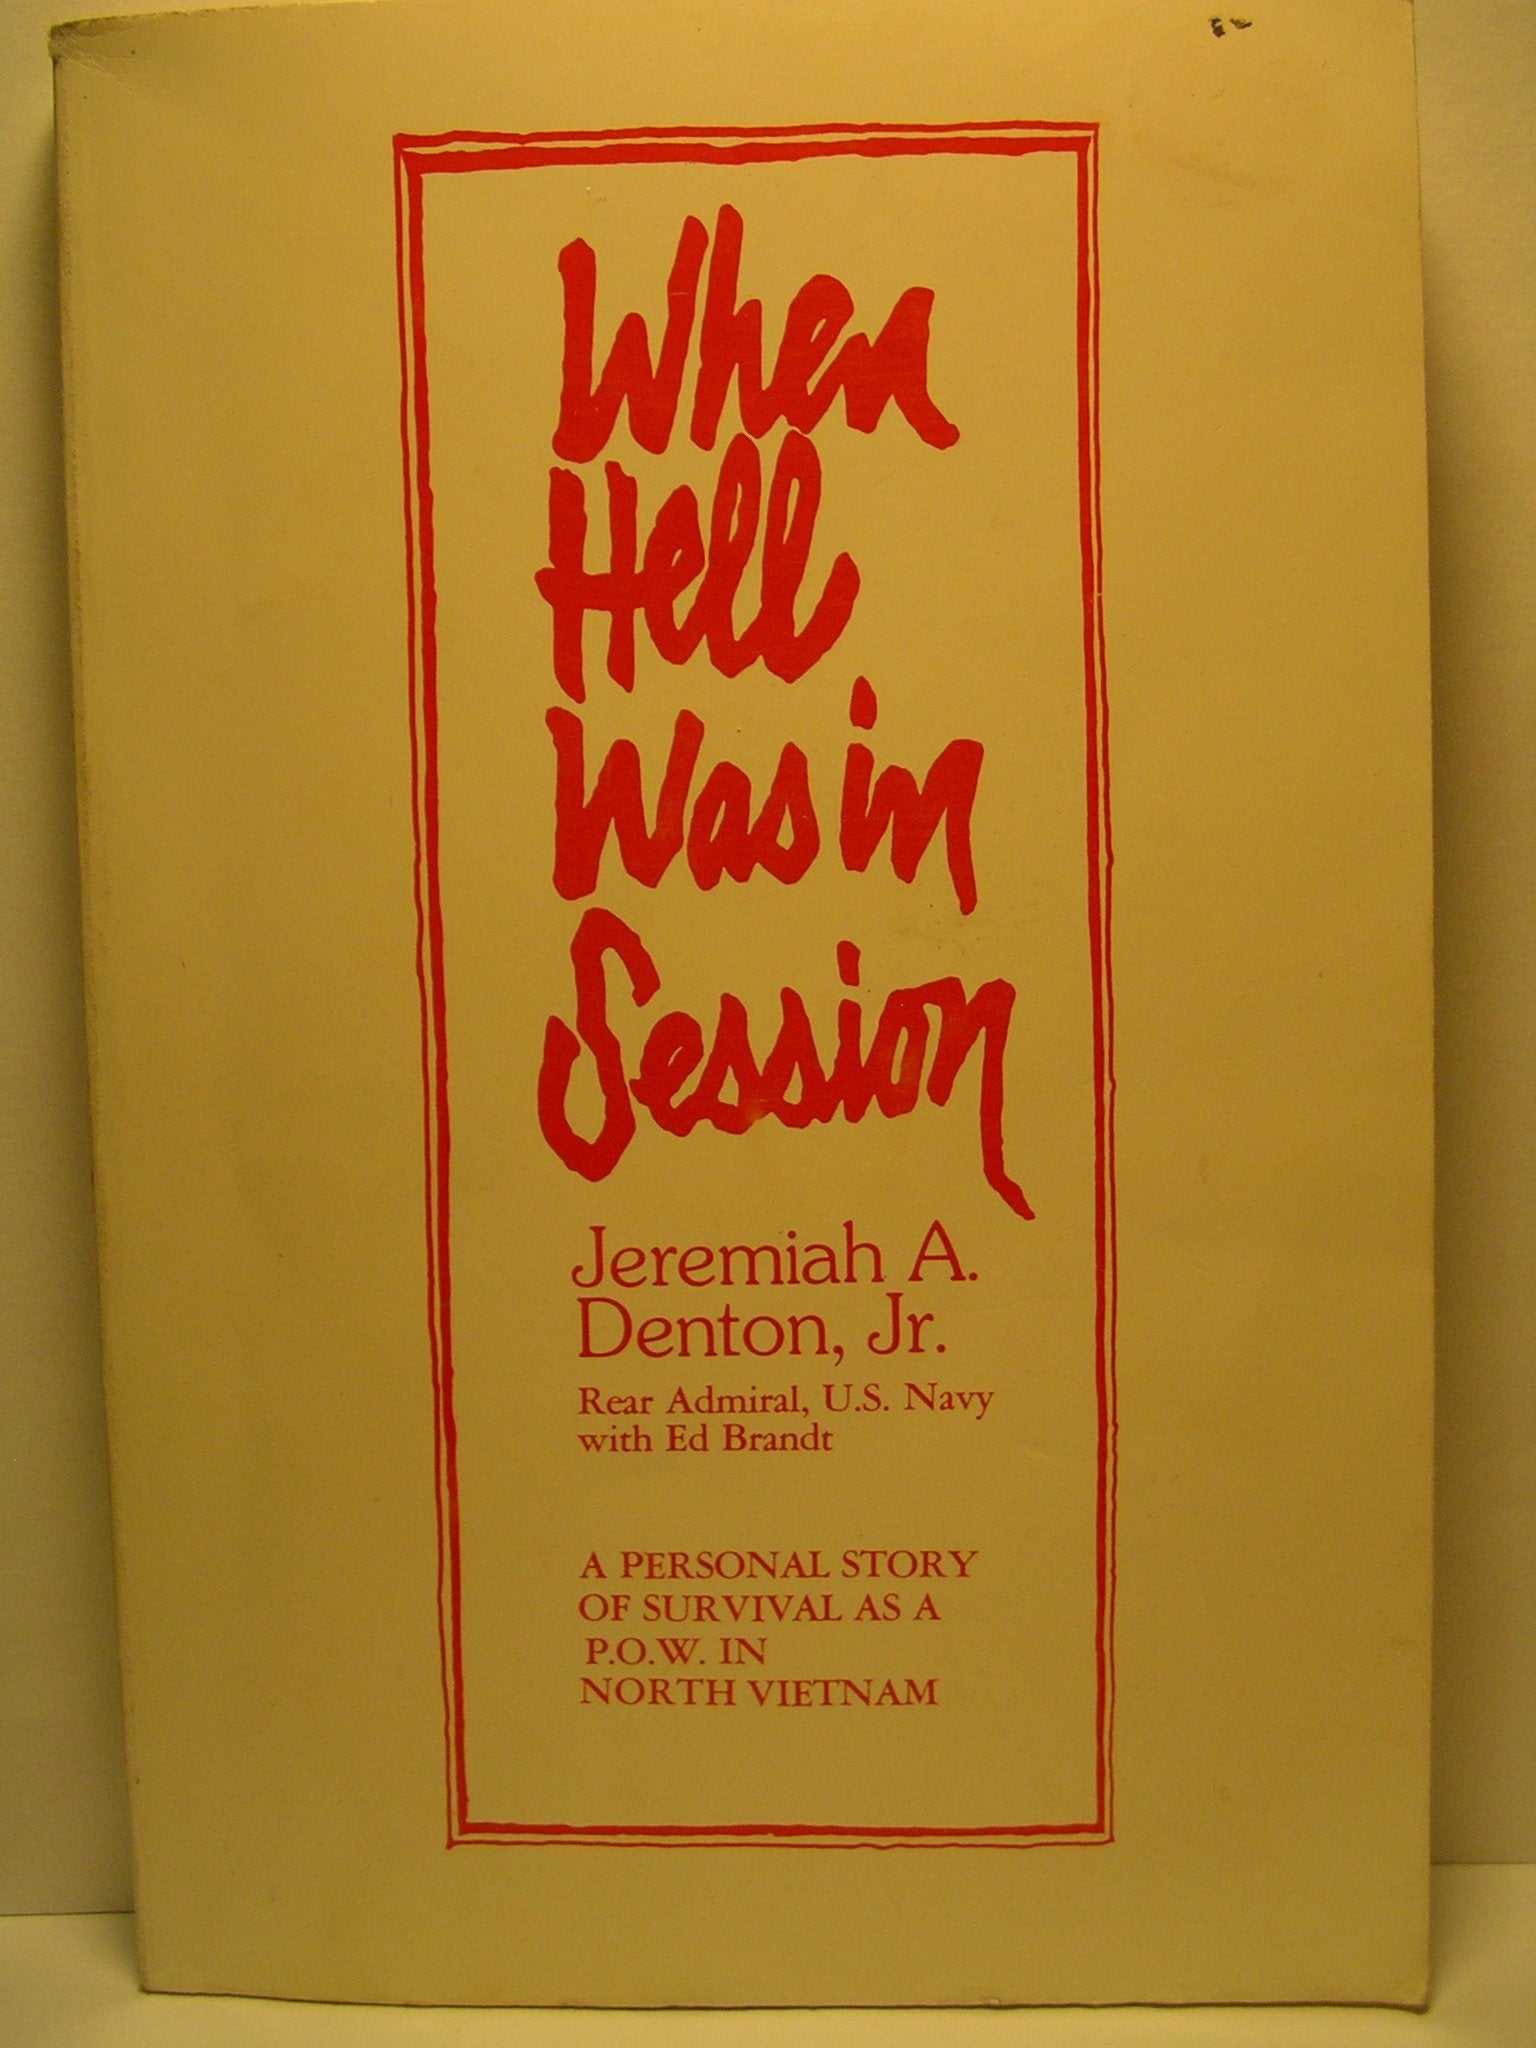 When
Hell
Was in
Session
Jeremiah A.
Denton, Jr.
Rear Admiral, U.S. Navy
with Ed Brandt
A PERSONAL STORY
OF SURVIVAL AS A
P.O.W. IN
NORTH VIETNAM